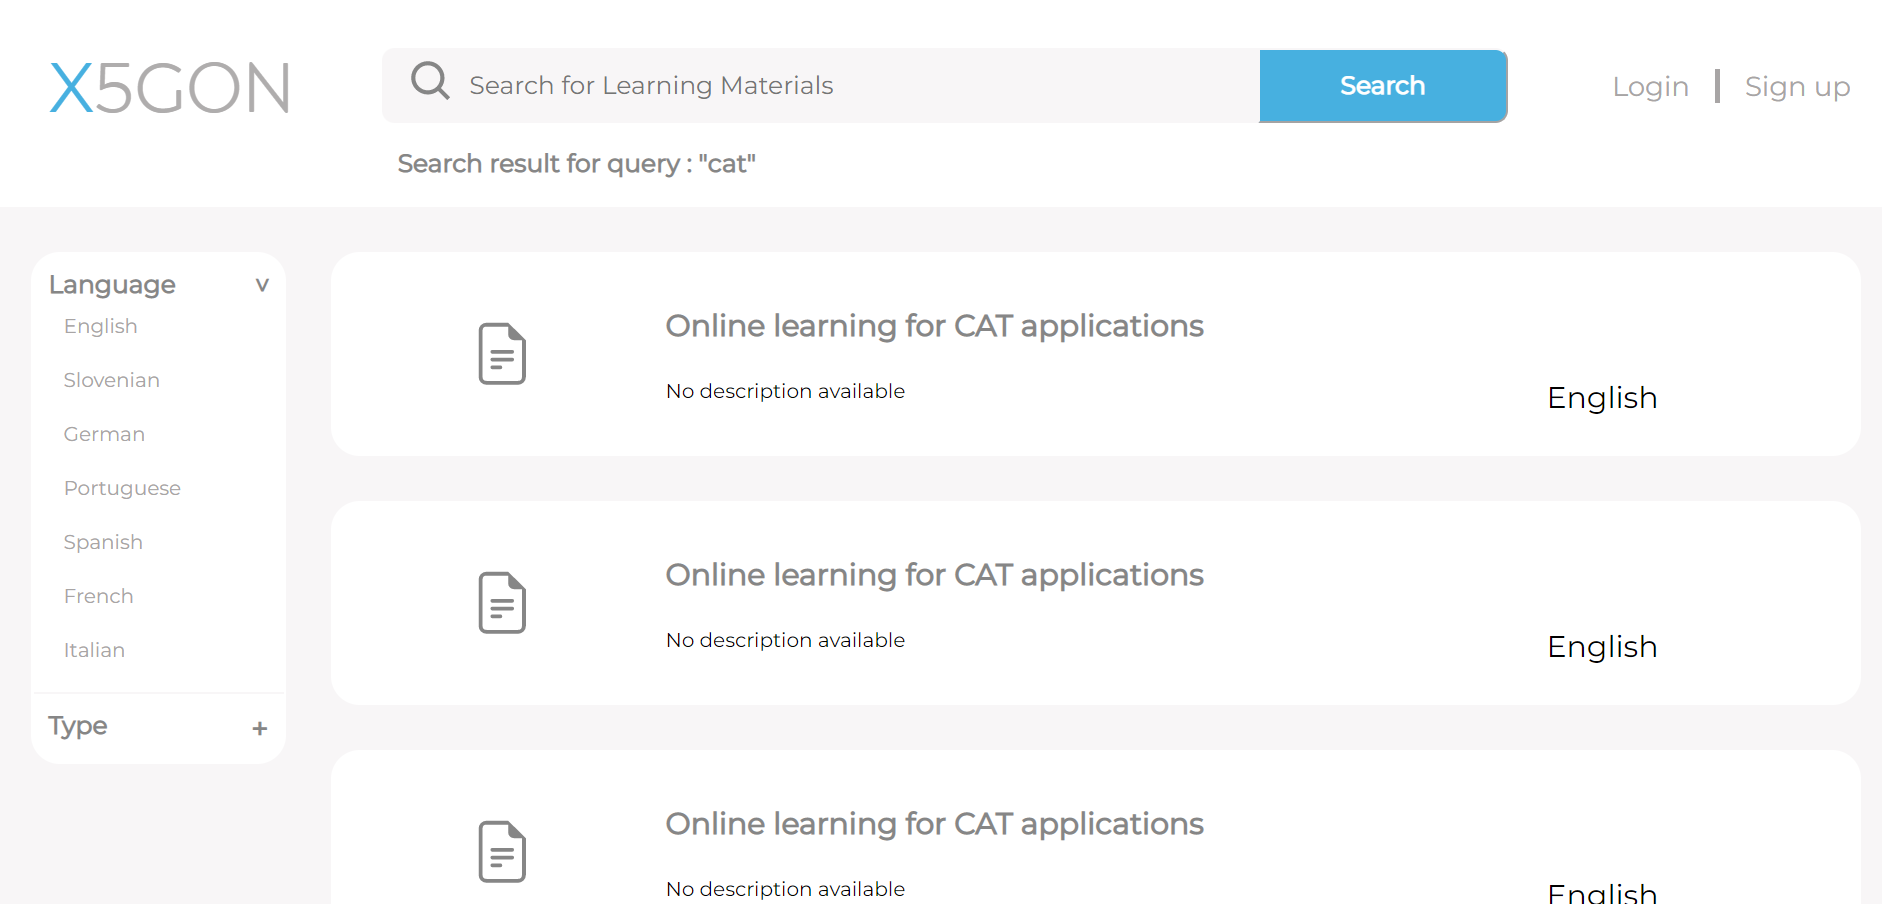 X5GON
Search for Learning Materials
Search
Login | Sign up
Search result for query : "cat"
Language v
English
Slovenian
German
Portuguese
Spanish
French
Italian
Type +
Online learning for CAT applications
No description available
English
Online learning for CAT applications
No description available
English
Online learning for CAT applications
No description available
English